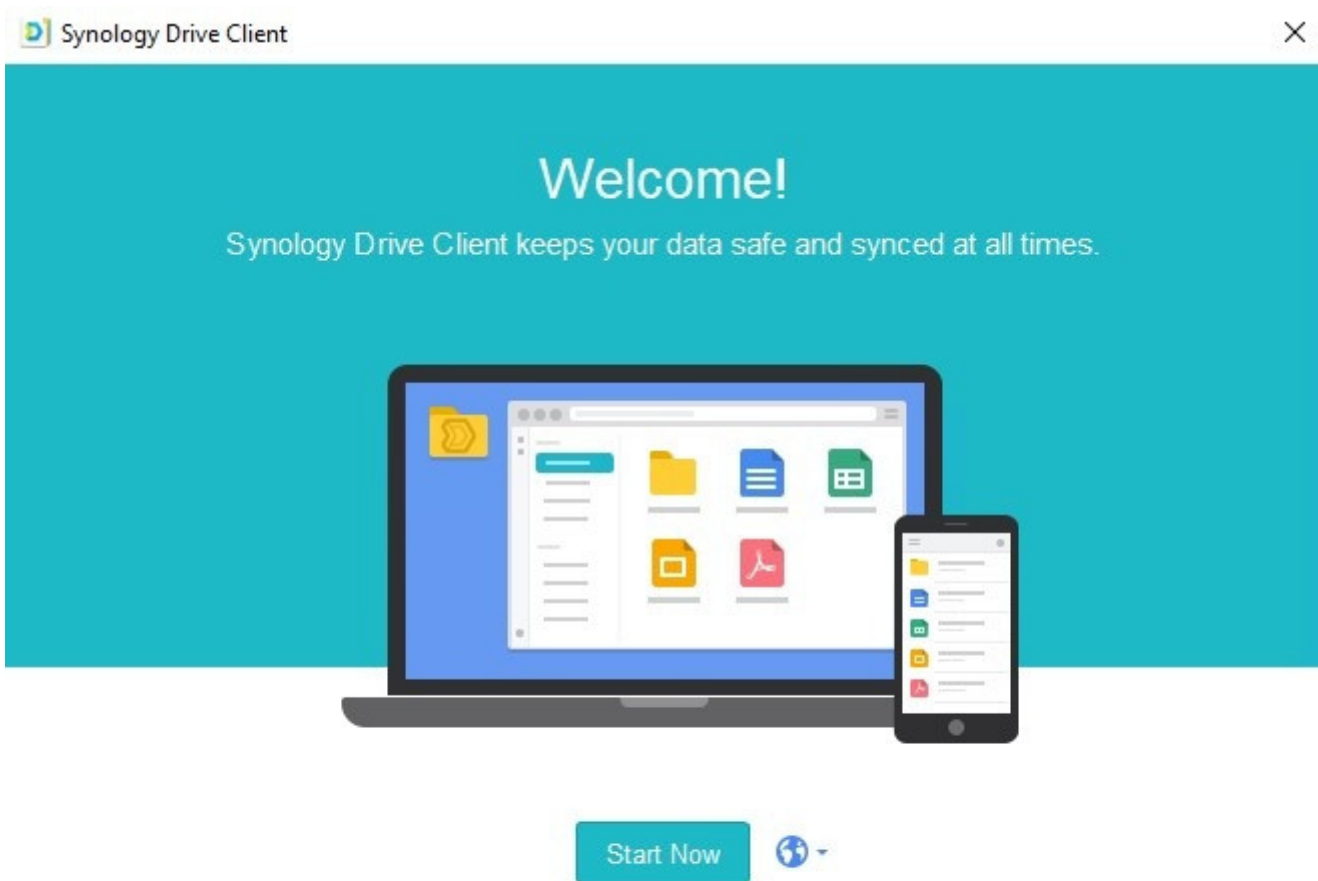 Synology Drive Client
Welcome!
Synology Drive Client keeps your data safe and synced at all times.
Start Now